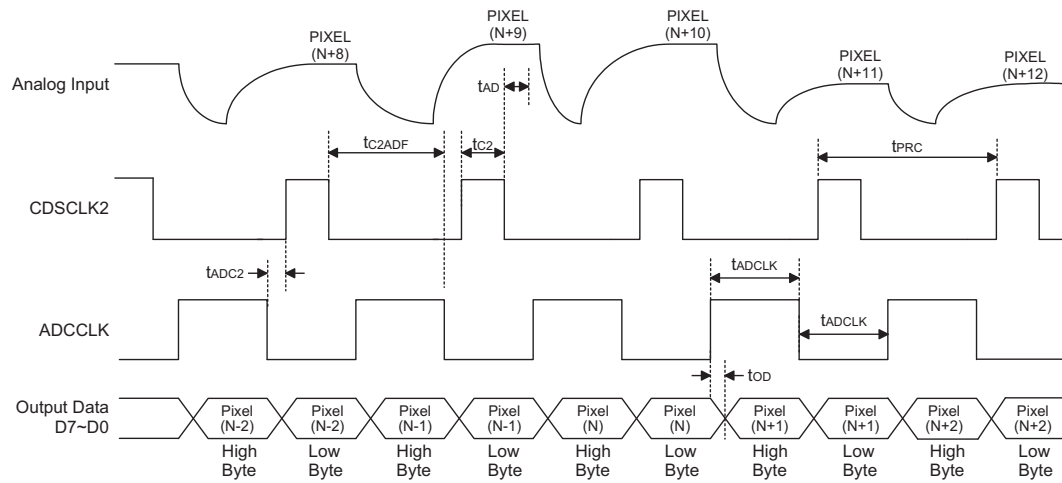 PIXEL
(N+8)
PIXEL
(N+9)
PIXEL
(N+10)
PIXEL
(N+11)
PIXEL
(N+12)
Analog Input
tAD
tC2ADF
tC2
tPRC
CDSCLK2
tADC2
tADCLK
ADCCLK
tADCLK
tOD
Output Data
D7~D0
Pixel
(N-2)
Pixel
(N-2)
Pixel
(N-1)
Pixel
(N-1)
Pixel
(N)
Pixel
(N)
Pixel
(N+1)
Pixel
(N+1)
Pixel
(N+2)
Pixel
(N+2)
High
Byte
Low
Byte
High
Byte
Low
Byte
High
Byte
Low
Byte
High
Byte
Low
Byte
High
Byte
Low
Byte